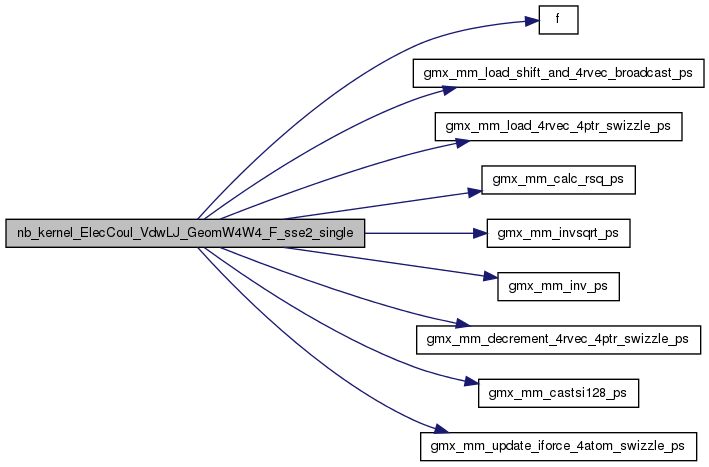 f
gmx_mm_load_shift_and_4rvec_broadcast_ps
gmx_mm_load_4rvec_4ptr_swizzle_ps
gmx_mm_calc_rsq_ps
nb_kernel_ElecCoul_VdwLJ_GeomW4W4_F_sse2_single
gmx_mm_invsqrt_ps
gmx_mm_inv_ps
gmx_mm_decrement_4rvec_4ptr_swizzle_ps
gmx_mm_castsi128_ps
gmx_mm_update_iforce_4atom_swizzle_ps